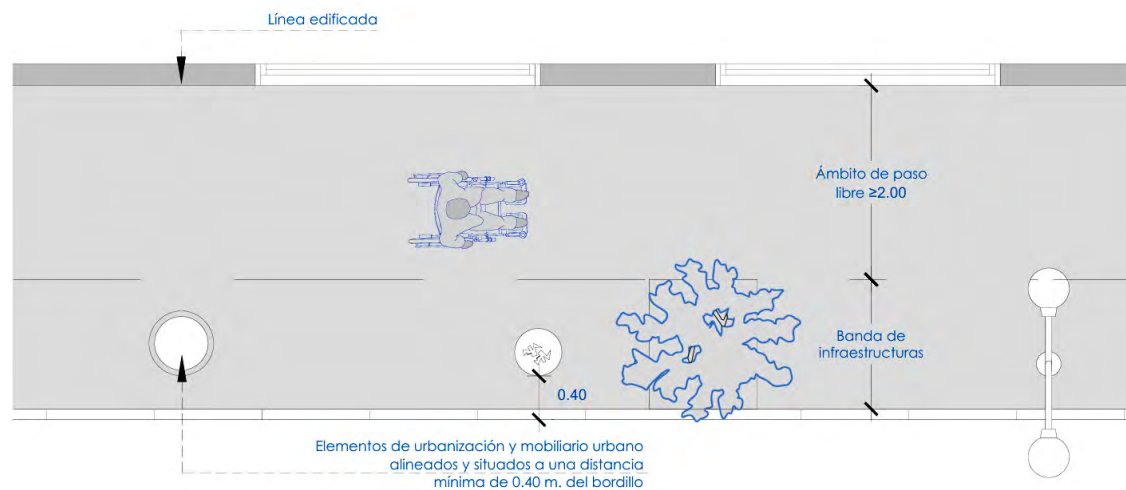 Línea edificada
Ámbito de paso
libre ≥2.00
Banda de
infraestructuras
0.40
Elementos de urbanización y mobiliario urbano
alineados y situados a una distancia
mínima de 0.40 m. del bordillo